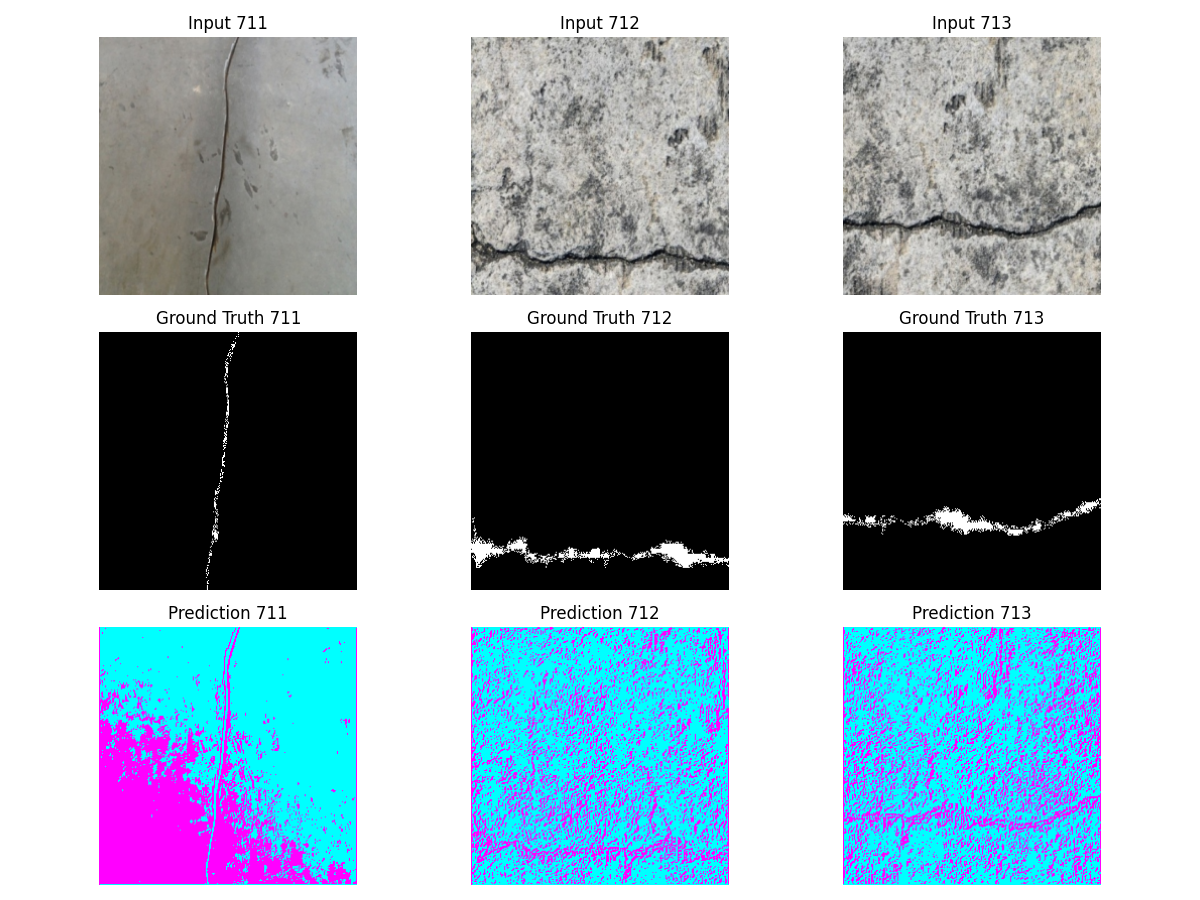 Input 711
Input 712
Input 713
Ground Truth 711
Ground Truth 712
Ground Truth 713
Prediction 711
Prediction 712
Prediction 713